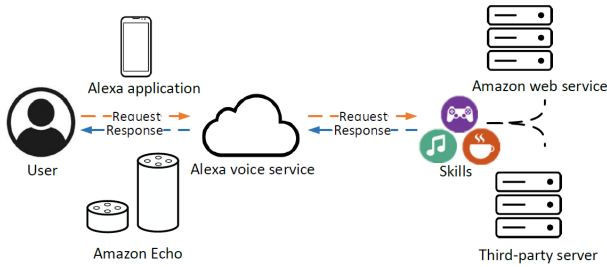 Alexa application
Amazon web service
Request
Request
Response
Response
User
Alexa voice service
Skills
Amazon Echo
Third-party server